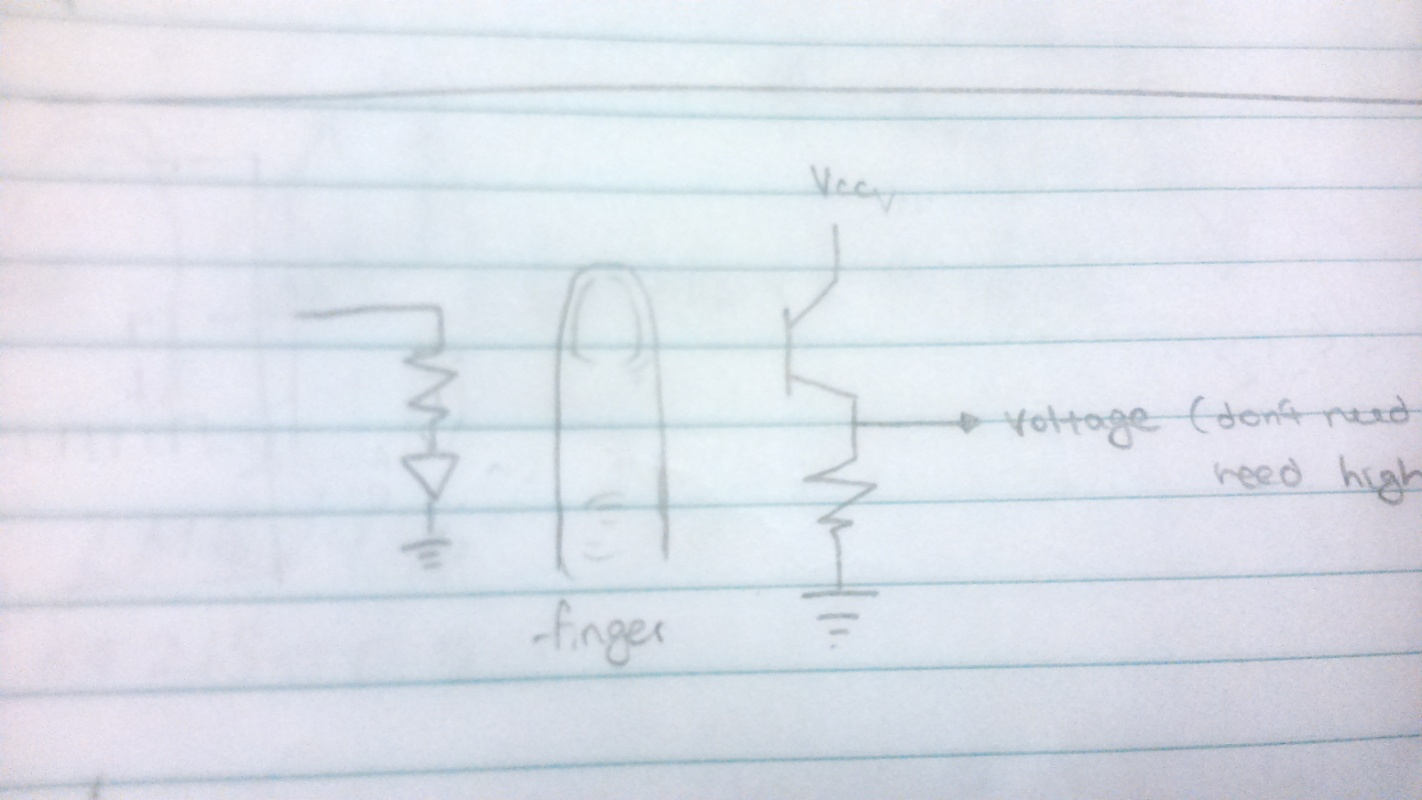 Vcc
voltage (don't need
need high
finger